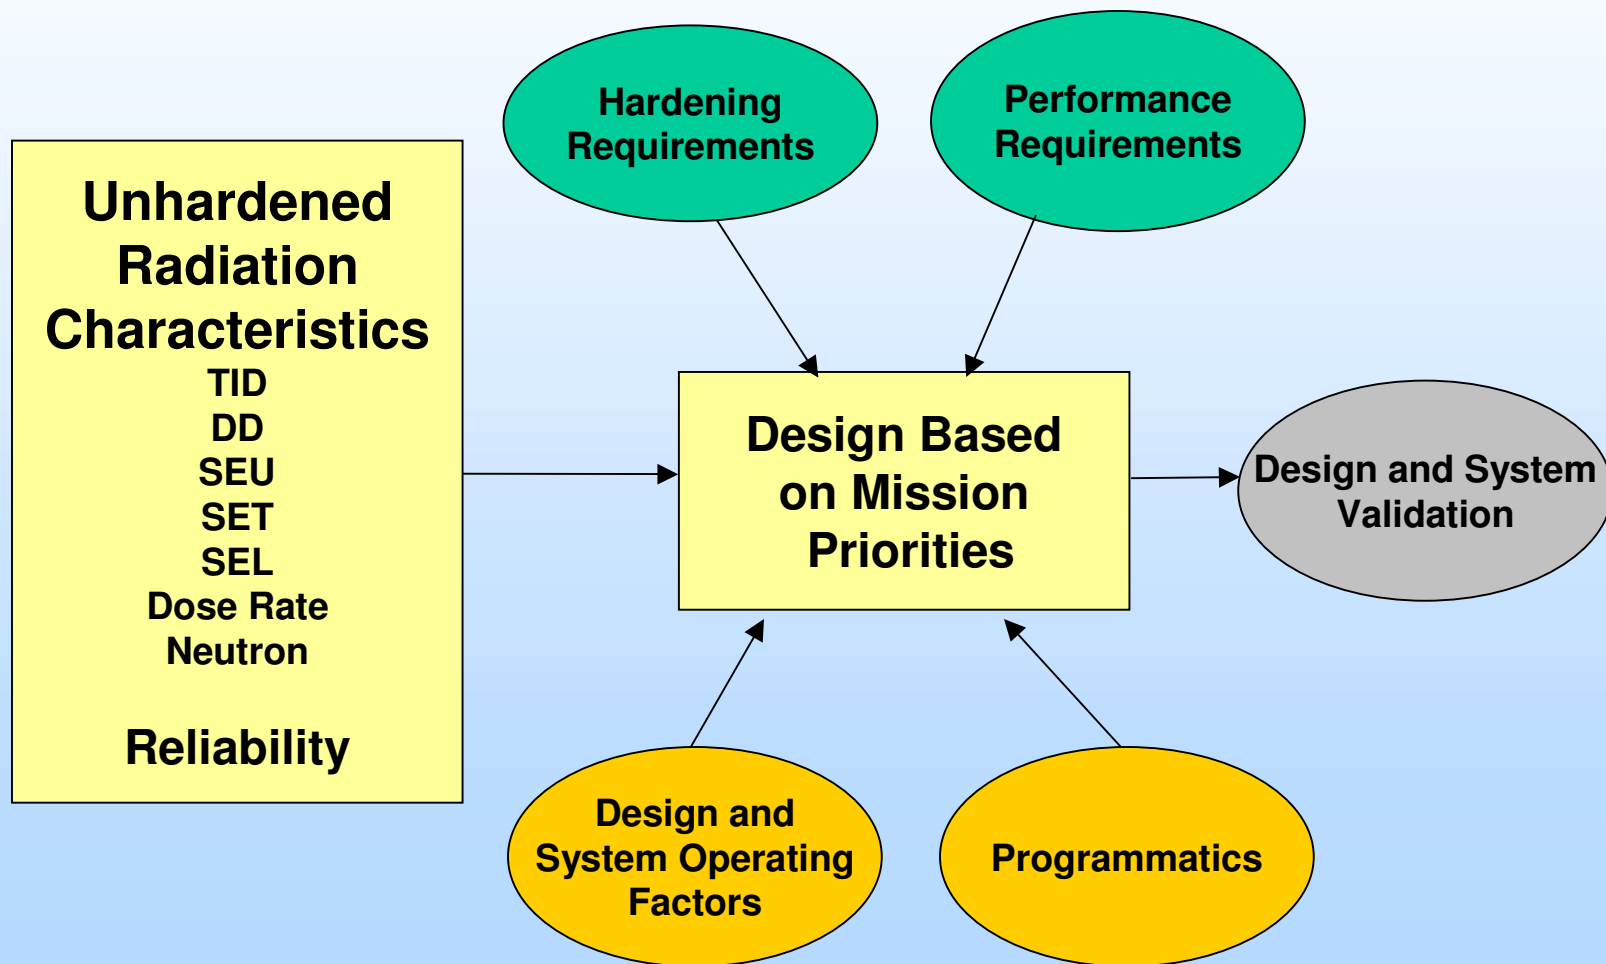 Hardening
Requirements
Performance
Requirements
Unhardened
Radiation
Characteristics
TID
DD
SEU
SET
SEL
Dose Rate
Neutron
Reliability
Design Based
on Mission
Priorities
Design and System
Validation
Design and
System Operating
Factors
Programmatics